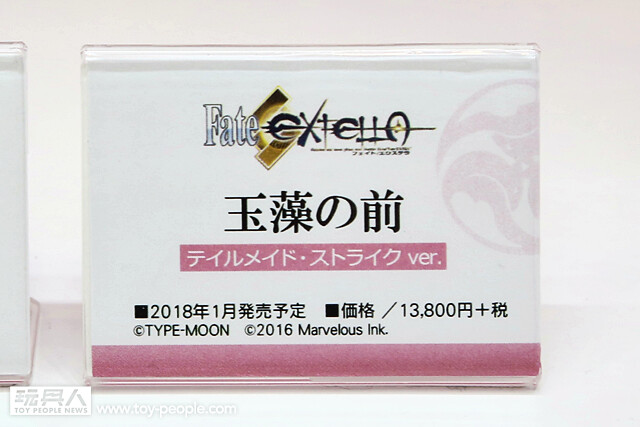 Fate/EXTELLA
フェイト/エクステラ
玉藻の前
テイルメイド・ストライク ver.
■2018年1月発売予定 ■価格 ／13,800円＋税
©TYPE-MOON ©2016 Marvelous Ink.
玩具人
TOY PEOPLE NEWS
www.toy-people.com